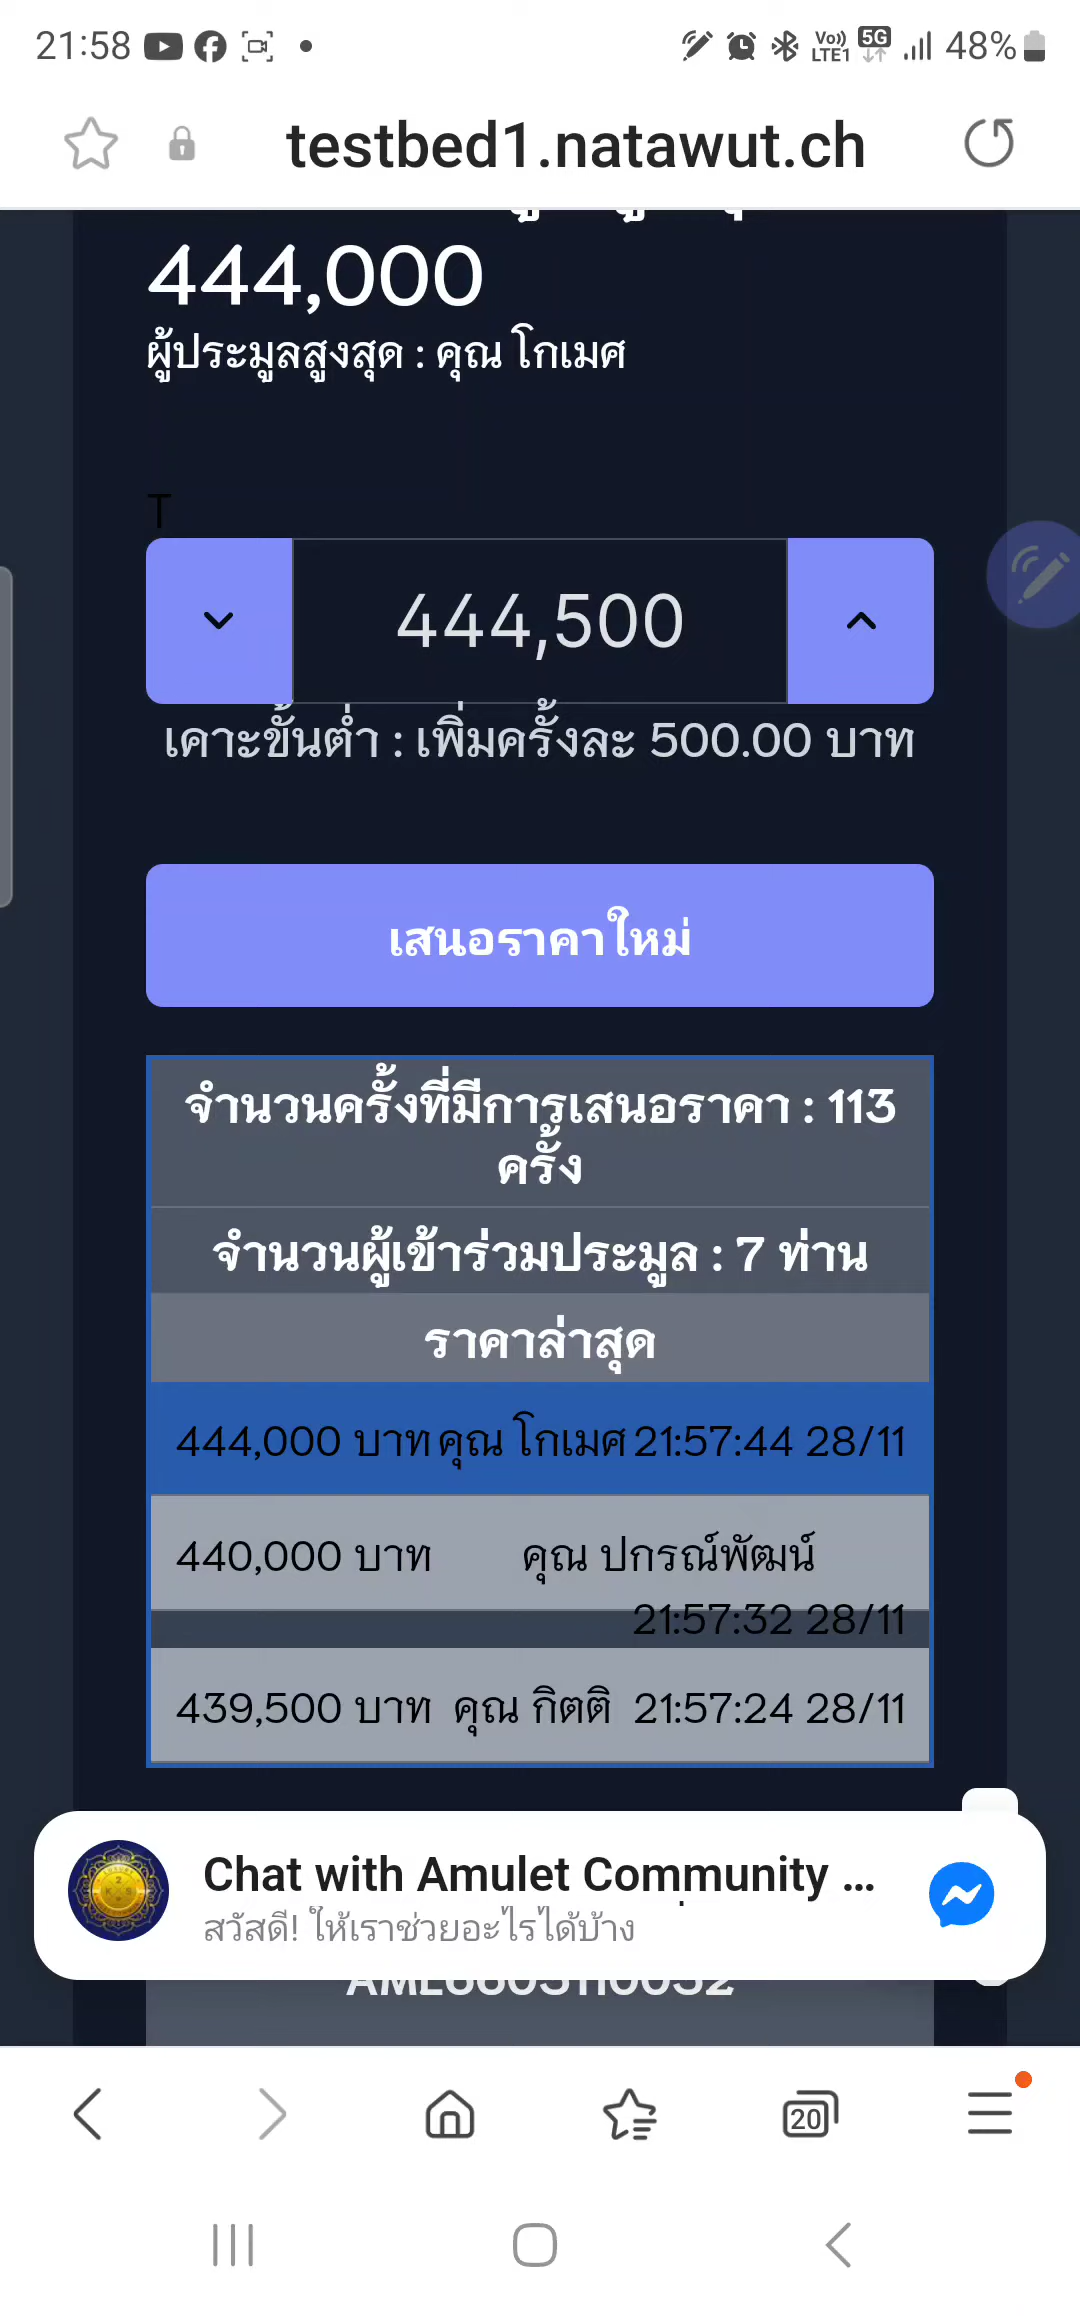 21:58
Vo)) LTE1 5G 48%
testbed1.natawut.ch
444,000
ผู้ประมูลสูงสุด : คุณ โกเมศ
T
444,500
เคาะขั้นต่ำ : เพิ่มครั้งละ 500.00 บาท
เสนอราคาใหม่
จำนวนครั้งที่มีการเสนอราคา : 113
ครั้ง
จำนวนผู้เข้าร่วมประมูล : 7 ท่าน
ราคาล่าสุด
444,000 บาท คุณ โกเมศ 21:57:44 28/11
440,000 บาท คุณ ปกรณ์พัฒน์
21:57:32 28/11
439,500 บาท คุณ กิตติ 21:57:24 28/11
Chat with Amulet Community ...
สวัสดี! ให้เราช่วยอะไรได้บ้าง
20